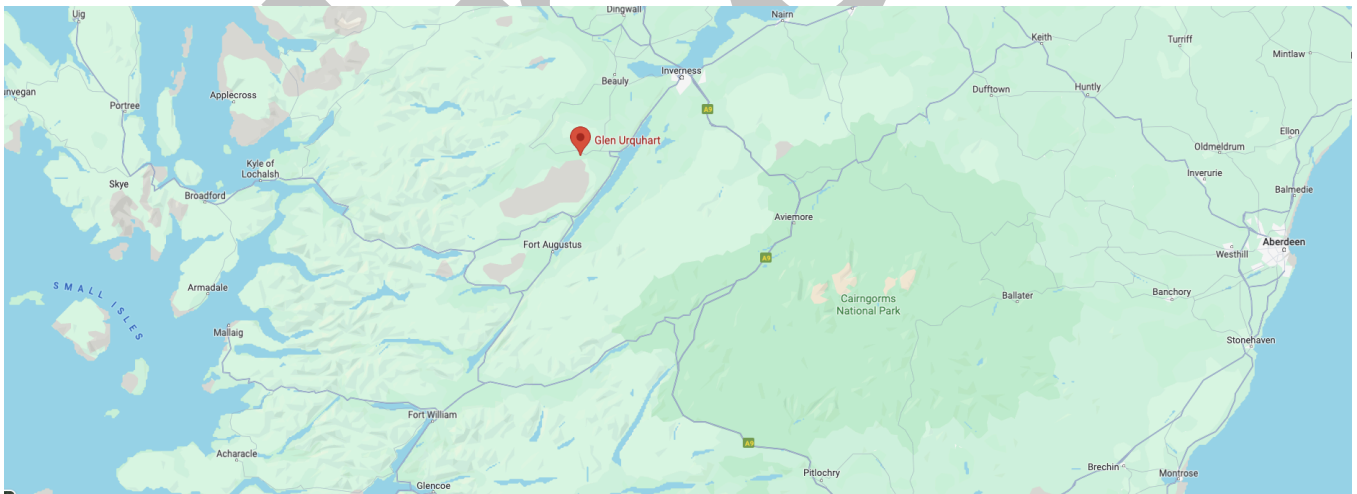 Uig
Dingwall
Nairn
Keith
Turriff
Mintlaw
Inverness
Beauly
Dufftown
Huntly
Applecross
nvegan
Portree
A9
Ellon
Glen Urquhart
Oldmeldrum
Kyle of
Lochalsh
Inverurie
Skye
Broadford
Balmedie
Aviemore
Fort Augustus
Aberdeen
Westhill
A9
SMALL ISLES
Armadale
Cairngorms
National Park
Ballater
Banchory
Mallaig
Stonehaven
Fort William
A9
Acharacle
Brechin
Pitlochry
Montrose
Glencoe